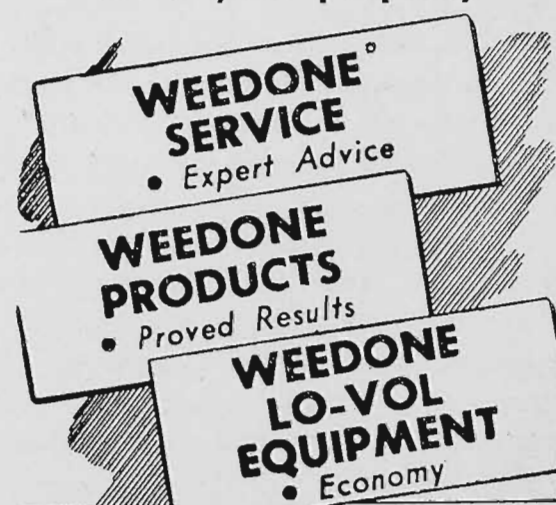 WEEDONE°
SERVICE
• Expert Advice
WEEDONE
PRODUCTS
• Proved Results
WEEDONE
LO-VOL
EQUIPMENT
• Economy